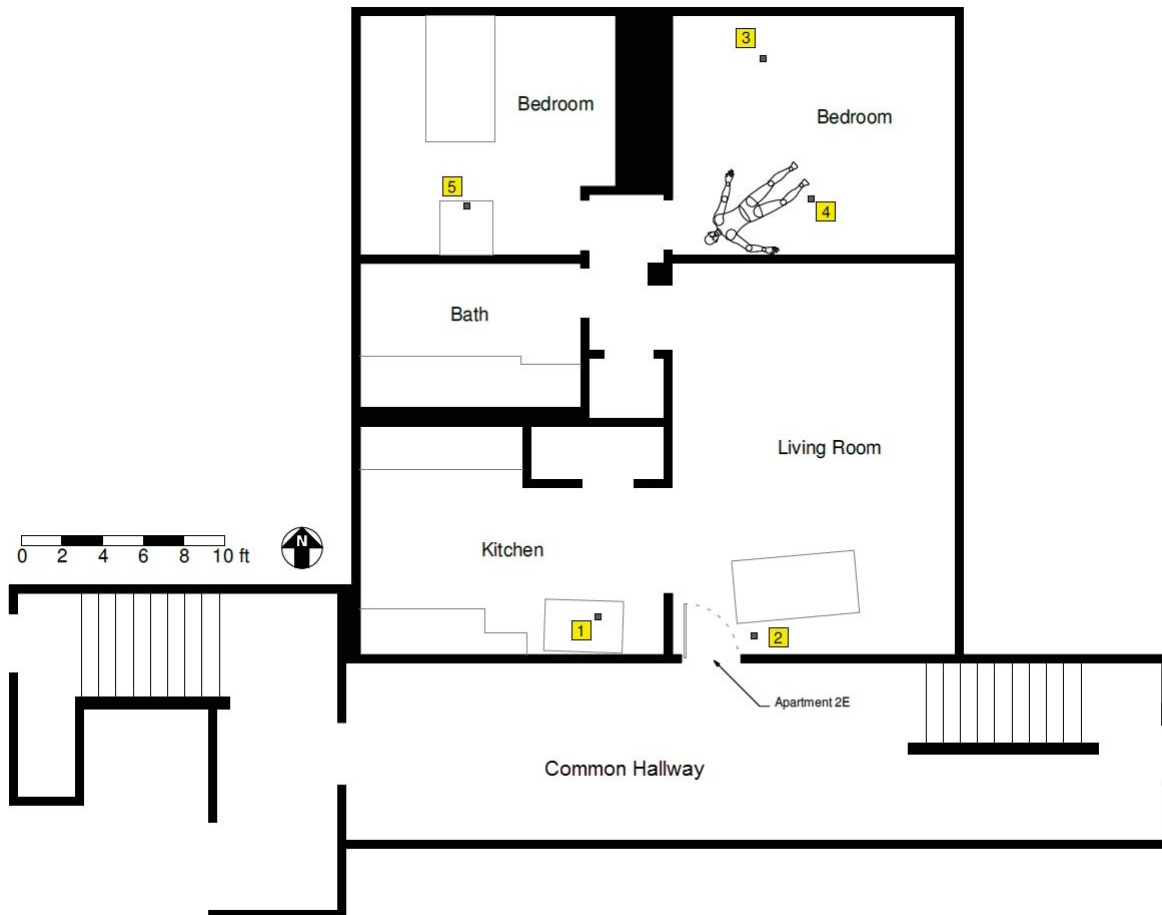 3
Bedroom
Bedroom
5
4
Bath
Living Room
N
0 2 4 6 8 10 ft
Kitchen
1
2
Apartment 2E
Common Hallway